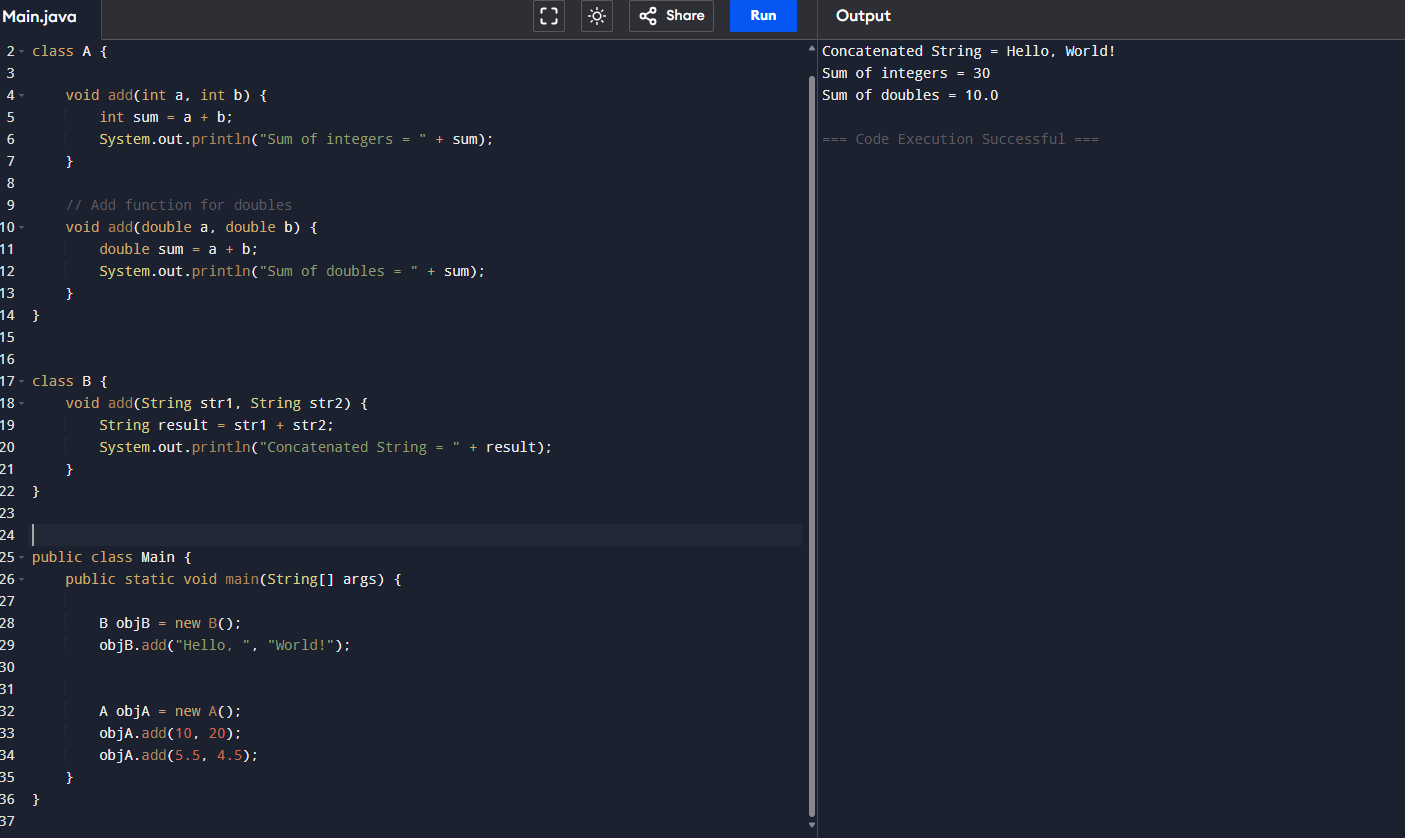 Main.java
Share
Run
Output
2 class A {
3
4     void add(int a, int b) {
5         int sum = a + b;
6         System.out.println("Sum of integers = " + sum);
7     }
8
9     // Add function for doubles
10     void add(double a, double b) {
11         double sum = a + b;
12         System.out.println("Sum of doubles = " + sum);
13     }
14 }
15
16
17 class B {
18     void add(String str1, String str2) {
19         String result = str1 + str2;
20         System.out.println("Concatenated String = " + result);
21     }
22 }
23
24
25 public class Main {
26     public static void main(String[] args) {
27
28         B objB = new B();
29         objB.add("Hello, ", "World!");
30
31
32         A objA = new A();
33         objA.add(10, 20);
34         objA.add(5.5, 4.5);
35     }
36 }
37
Concatenated String = Hello, World!
Sum of integers = 30
Sum of doubles = 10.0
=== Code Execution Successful ===